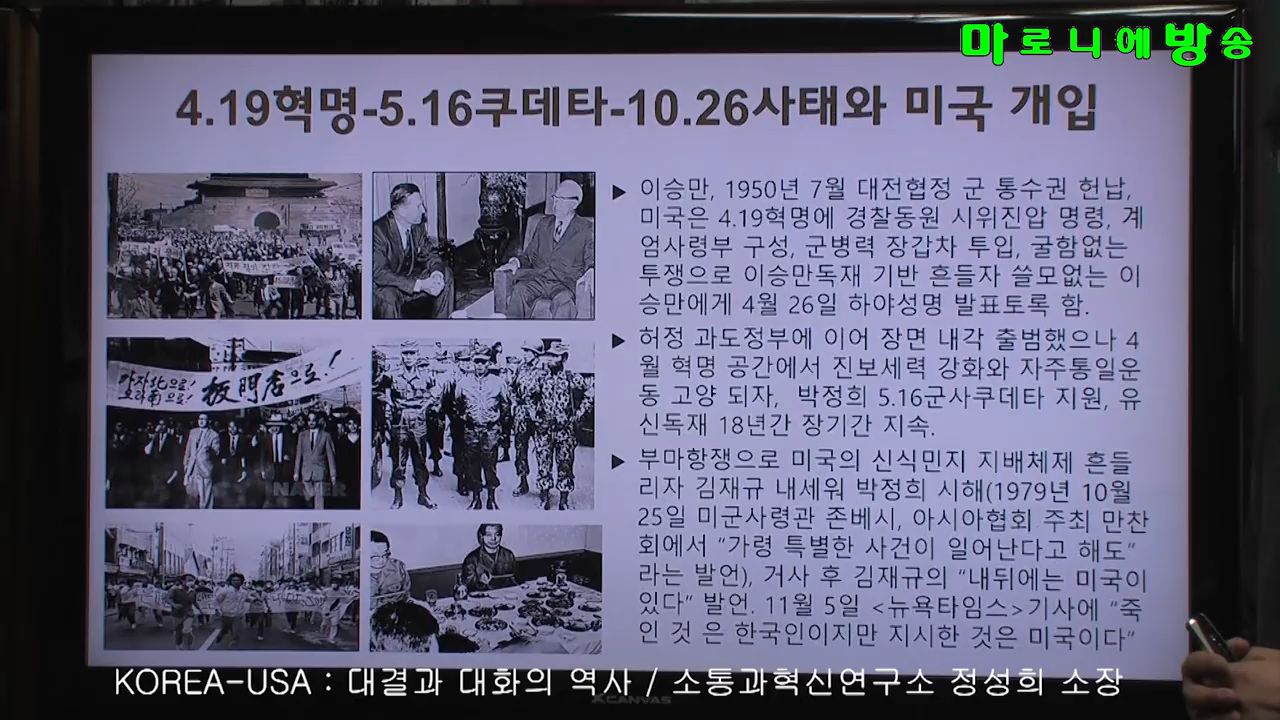 마로니에방송
4.19혁명-5.16쿠데타-10.26사태와 미국 개입
이승만, 1950년 7월 대전협정 군 통수권 헌납,
미국은 4.19혁명에 경찰동원 시위진압 명령, 계
엄사령부 구성, 군병력 장갑차 투입, 굴함없는
투쟁으로 이승만독재 기반 흔들자 쓸모없는 이
승만에게 4월 26일 하야성명 발표토록 함.
허정 과도정부에 이어 장면 내각 출범했으나 4
월 혁명 공간에서 진보세력 강화와 자주통일운
동 고양 되자, 박정희 5.16군사쿠데타 지원, 유
신독재 18년간 장기간 지속.
부마항쟁으로 미국의 신식민지 지배체제 흔들
리자 김재규 내세워 박정희 시해(1979년 10월
25일 미군사령관 존베시, 아시아협회 주최 만찬
회에서 “가령 특별한 사건이 일어난다고 해도”
라는 발언), 거사 후 김재규의 “내뒤에는 미국이
있다” 발언. 11월 5일 <뉴욕타임스>기사에 “죽
인 것 은 한국인이지만 지시한 것은 미국이다”
가자北으로!
오라南으로!
板門店으로!
NAVER
KOREA-USA : 대결과 대화의 역사 / 소통과혁신연구소 정성희 소장
KCANVAS